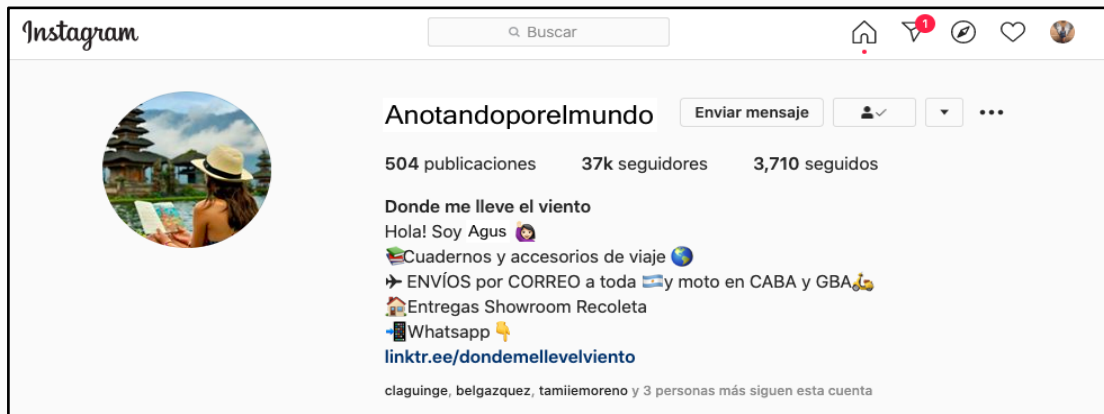 Instagram
Buscar
1
Anotandoporelmundo Enviar mensaje
504 publicaciones 37k seguidores 3,710 seguidos
Donde me lleve el viento
Hola! Soy Agus 🙋🏻‍♀️
📚Cuadernos y accesorios de viaje 🌎
✈ ENVÍOS por CORREO a toda 🇦🇷y moto en CABA y GBA🛵
🏠Entregas Showroom Recoleta
📲Whatsapp 👇
linktr.ee/dondemellevelviento
claguinge, belgazquez, tamiiemoreno y 3 personas más siguen esta cuenta